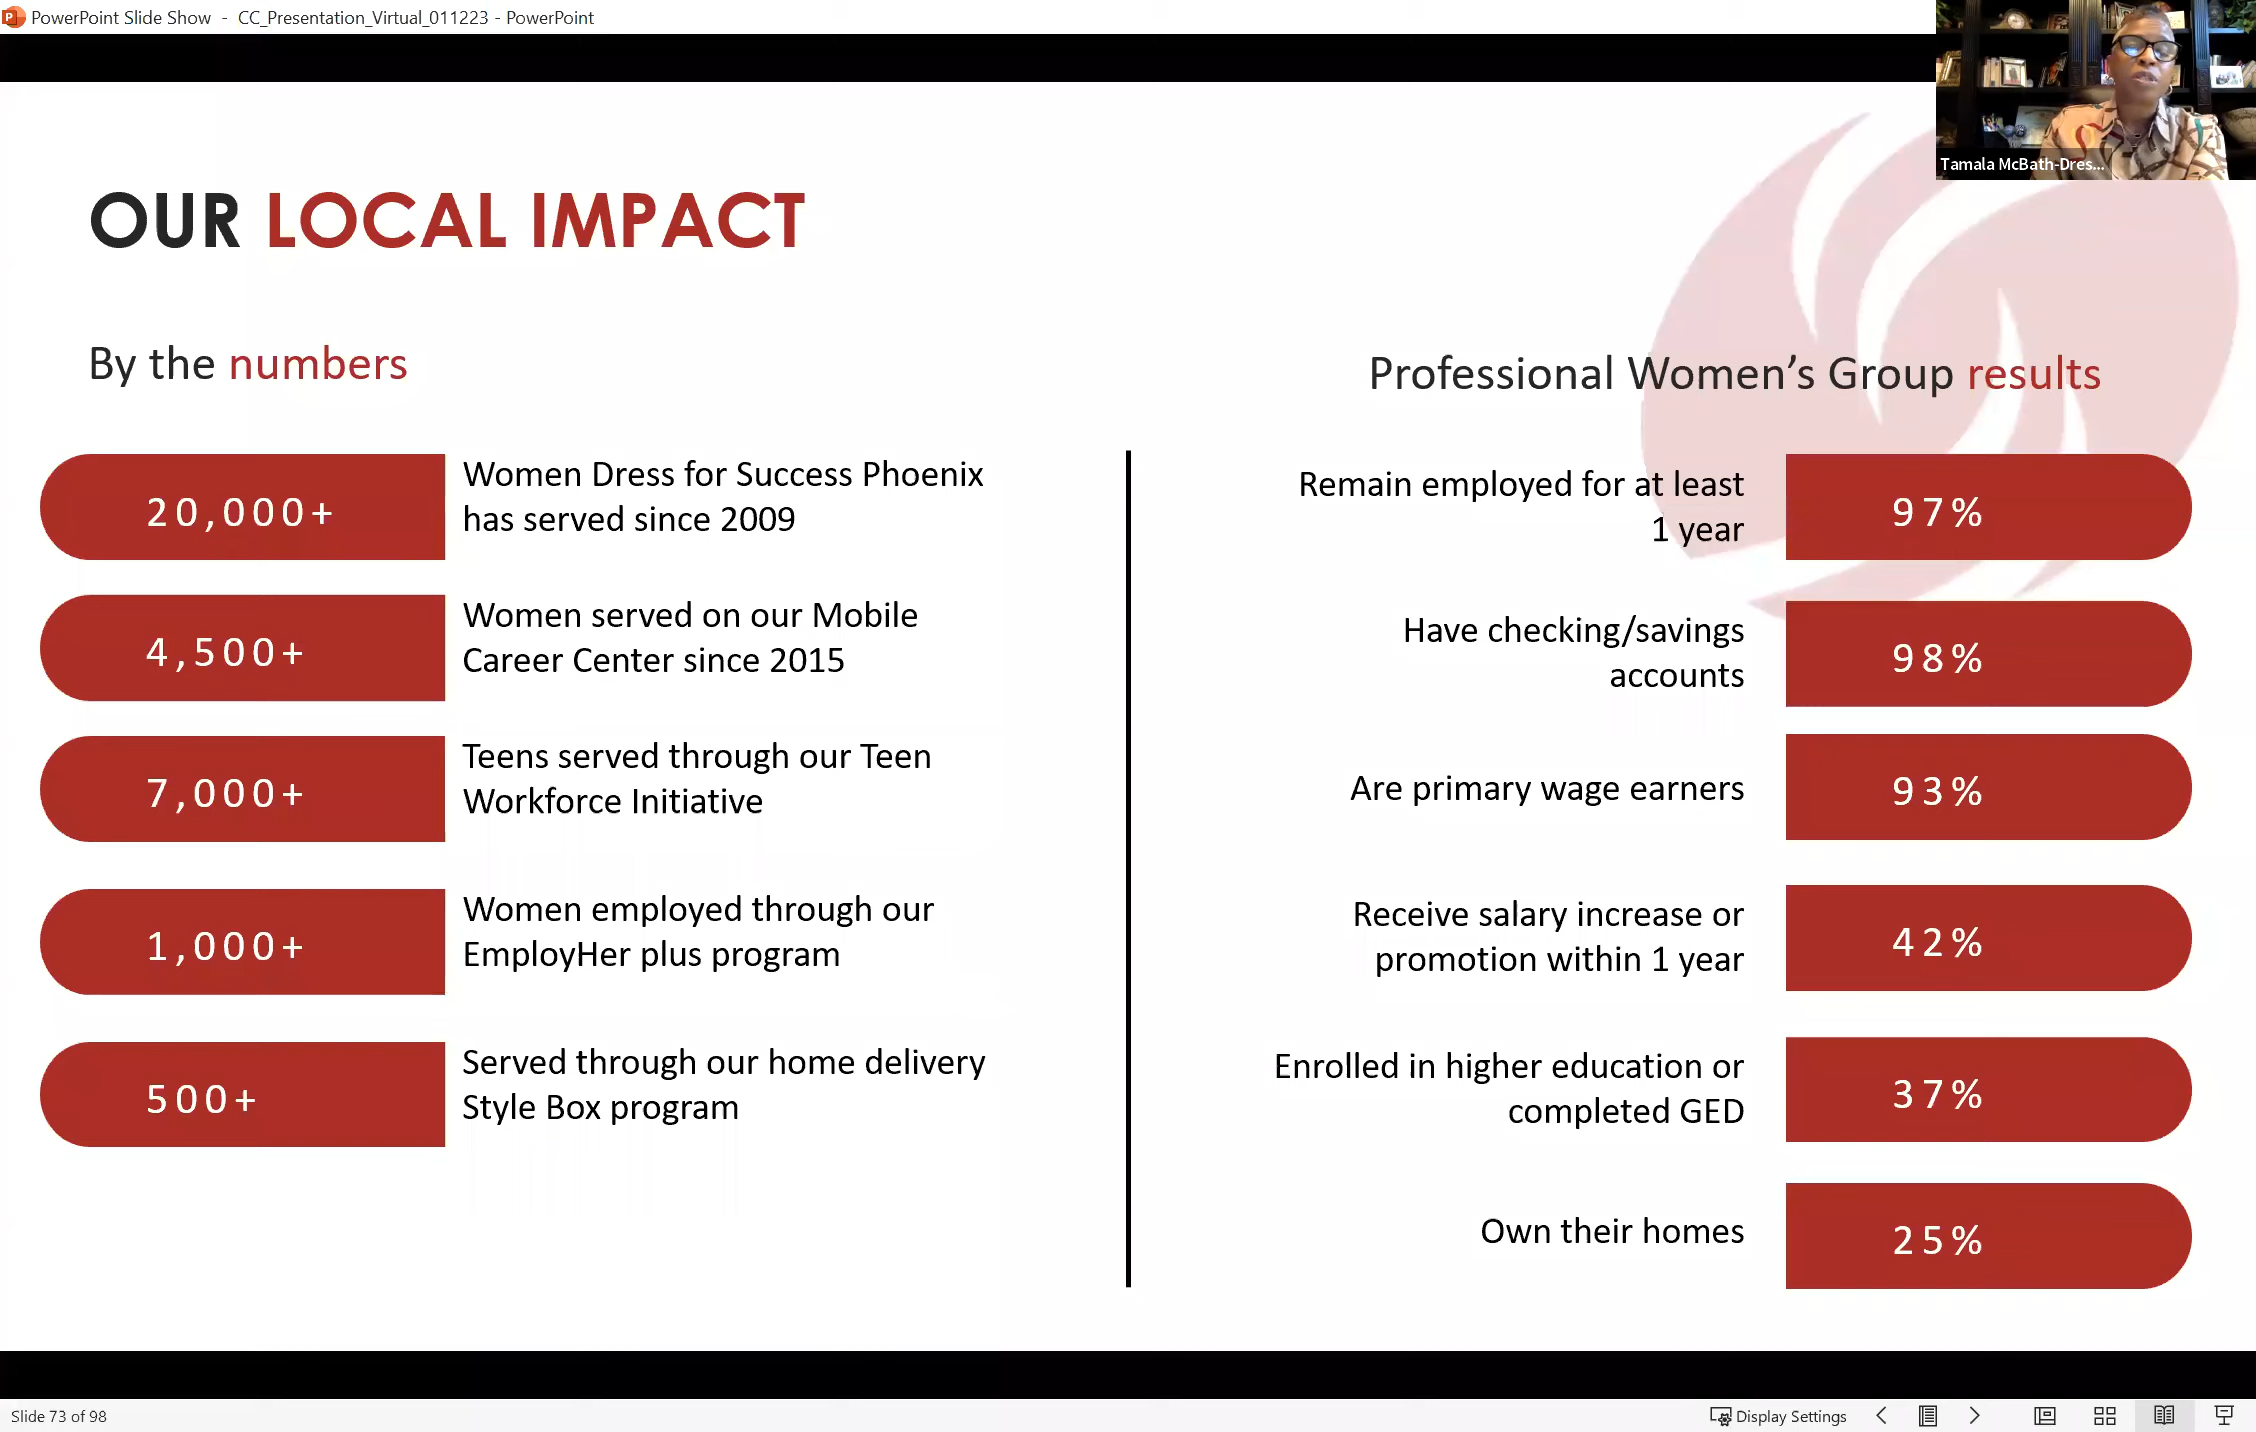 PowerPoint Slide Show - CC_Presentation_Virtual_011223 - PowerPoint
Tamala McBath-Dres...
OUR LOCAL IMPACT
By the numbers
20,000+
Women Dress for Success Phoenix
has served since 2009
4,500+
Women served on our Mobile
Career Center since 2015
7,000+
Teens served through our Teen
Workforce Initiative
1,000+
Women employed through our
EmployHer plus program
500+
Served through our home delivery
Style Box program
Professional Women’s Group results
Remain employed for at least
1 year
97%
Have checking/savings
accounts
98%
Are primary wage earners
93%
Receive salary increase or
promotion within 1 year
42%
Enrolled in higher education or
completed GED
37%
Own their homes
25%
Slide 73 of 98
Display Settings